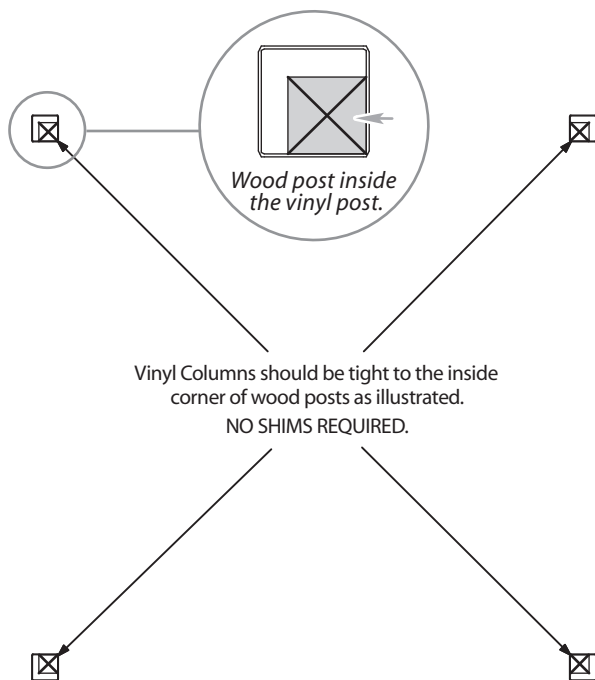 Wood post inside
the vinyl post.
Vinyl Columns should be tight to the inside
corner of wood posts as illustrated.
NO SHIMS REQUIRED.